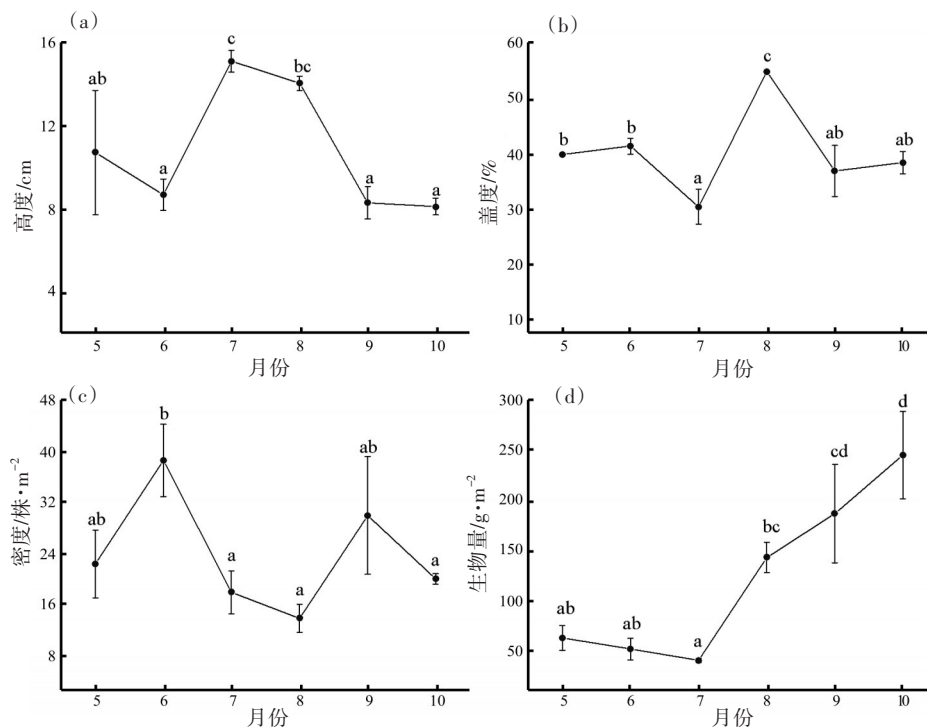 (a)
高度/cm
16
12
8
4
ab
a
c
bc
a
a
5 6 7 8 9 10
月份
(b)
盖度/%
60
50
40
30
20
10
b
b
a
c
ab
ab
5 6 7 8 9 10
月份
(c)
密度/株•m⁻²
48
40
32
24
16
8
ab
b
a
a
ab
a
5 6 7 8 9 10
月份
(d)
生物量/g•m⁻²
300
250
200
150
100
50
ab
ab
a
bc
cd
d
5 6 7 8 9 10
月份